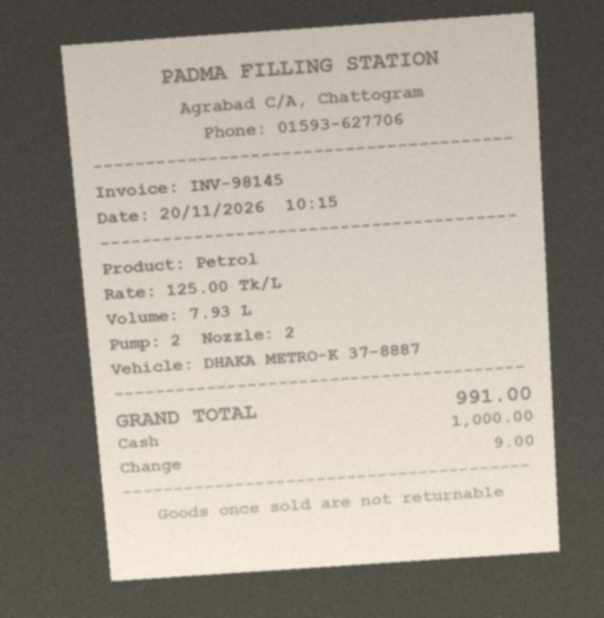 PADMA FILLING STATION
Agrabad C/A, Chattogram
Phone: 01593-627706
Invoice: INV-98145
Date: 20/11/2026 10:15
Product: Petrol
Rate: 125.00 Tk/L
Volume: 7.93 L
Pump: 2 Nozzle: 2
Vehicle: DHAKA METRO-K 37-8887
GRAND TOTAL 991.00
Cash 1,000.00
Change 9.00
Goods once sold are not returnable